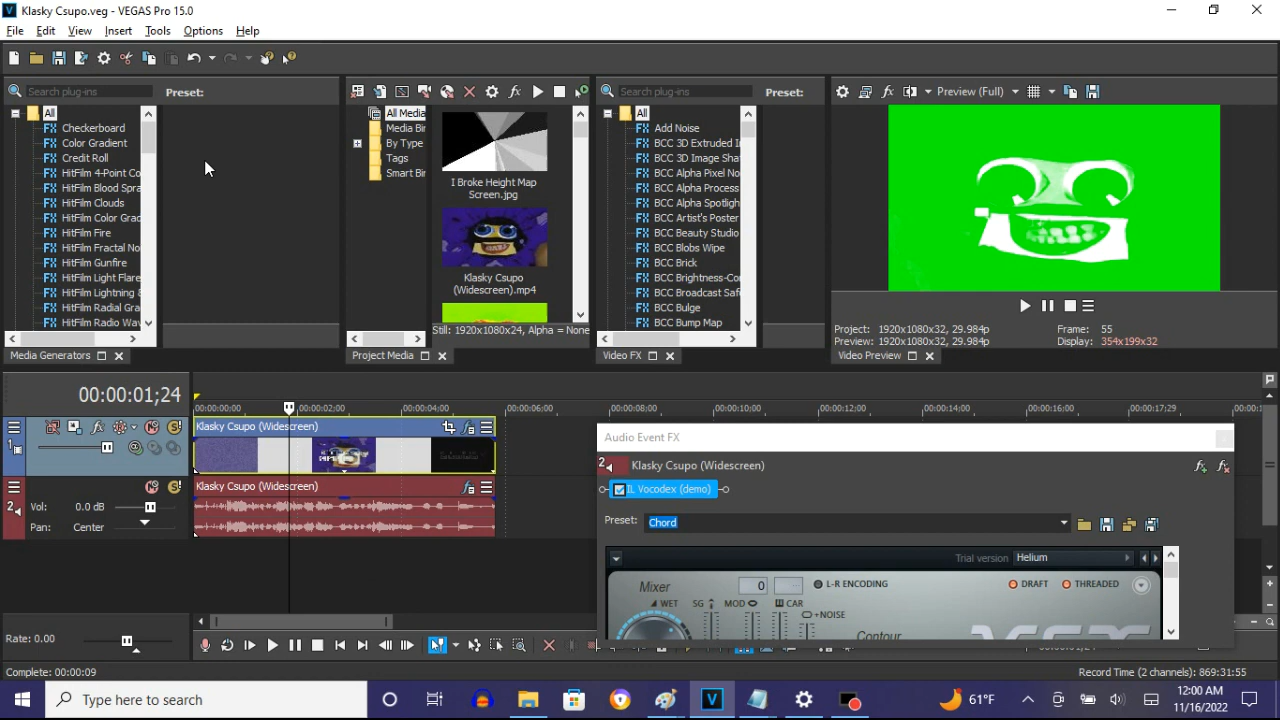 Klasky Csupo.veg - VEGAS Pro 15.0
File Edit View Insert Tools Options Help
Search plug-ins
Preset:
All
Checkerboard
Color Gradient
Credit Roll
HitFilm 4-Point Co
HitFilm Blood Spra
HitFilm Clouds
HitFilm Color Grad
HitFilm Fire
HitFilm Fractal No
HitFilm Gunfire
HitFilm Light Flare
HitFilm Lightning &
HitFilm Radial Gra
HitFilm Radio Wav
Media Generators
All Media
Media Bir
By Type
Tags
Smart Bir
I Broke Height Map
Screen.jpg
Klasky Csupo
(Widescreen).mp4
Still: 1920x1080x24, Alpha = None
Project Media
Search plug-ins
Preset:
All
Add Noise
BCC 3D Extruded I
BCC 3D Image Sha
BCC Alpha Pixel No
BCC Alpha Process
BCC Artist's Poster
BCC Beauty Studio
BCC Blobs Wipe
BCC Brick
BCC Brightness-Co
BCC Broadcast Safe
BCC Bulge
BCC Bump Map
Video FX
Preview (Full)
Project: 1920x1080x32, 29.984p
Preview: 1920x1080x32, 29.984p
Frame: 55
Display: 354x199x32
Video Preview
00:00:01;24
00:00:00;00 00:00:02;00 00:00:04;00 00:00:06;00 00:00:08;00 00:00:10;00 00:00:12;00 00:00:14;00 00:00:16;00 00:00:17;29
Klasky Csupo (Widescreen)
1
Klasky Csupo (Widescreen)
2
Vol: 0.0 dB
Pan: Center
Audio Event FX
2 Klasky Csupo (Widescreen)
IL Vocodex (demo)
Preset: Chord
Trial version Helium
Mixer
0
L-R ENCODING
DRAFT
THREADED
WET
SG
MOD
CAR
+NOISE
Contour
Rate: 0.00
Complete: 00:00:09
Record Time (2 channels): 869:31:55
Type here to search
61°F
12:00 AM
11/16/2022